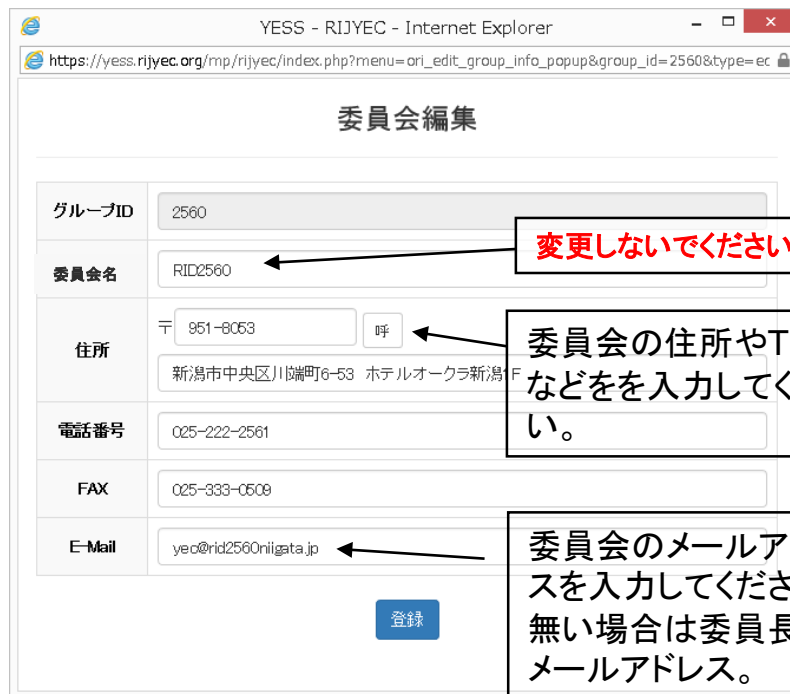 YESS - RIJYEC - Internet Explorer
https://yess.rijyec.org/mp/rijyec/index.php?menu=ori_edit_group_info_popup&group_id=2560&type=ec
委員会編集
グループID
2560
変更しないでください
委員会名
RID2560
住所
〒 951-8053 呼
新潟市中央区川端町6-53 ホテルオークラ新潟1F
委員会の住所やT
などをを入力してく
い。
電話番号
025-222-2561
FAX
025-333-0509
E-Mail
yec@rid2560niigata.jp
委員会のメールア
スを入力してくださ
無い場合は委員長
メールアドレス。
登録